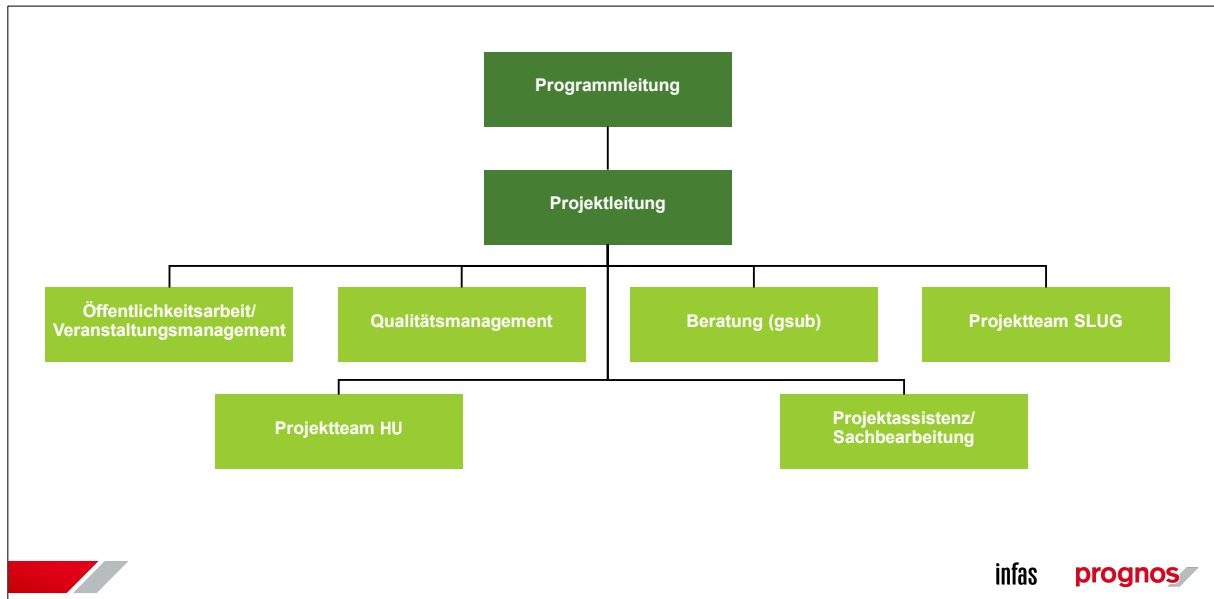 Programmleitung
Projektleitung
Öffentlichkeitsarbeit/
Veranstaltungsmanagement
Qualitätsmanagement
Beratung (gsub)
Projektteam SLUG
Projektteam HU
Projektassistenz/
Sachbearbeitung
infas
prognos